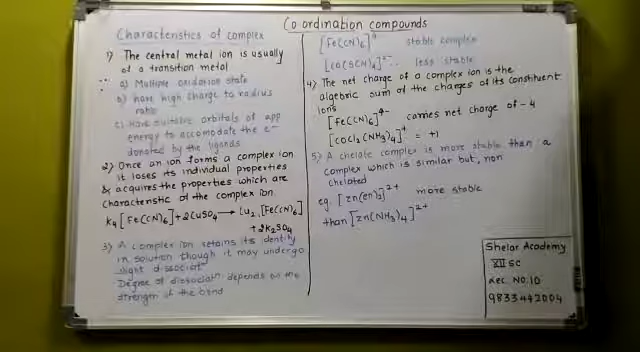 Co ordination compounds
Characteristics of complex
1) The central metal ion is usually
of a transition metal
∵ a) Multiple oxidation state
b) have high charge to radius
ratio
c) Have suitable orbitals of app
energy to accomodate the e-
donated by the ligands
2) Once an ion forms a complex ion
it loses its individual properties
& acquires the properties which are
characteristic of the complex ion.
K4[Fe(CN)6]+2CuSO4 → Cu2[Fe(CN)6]
+2K2SO4
3) A complex ion retains its identity
in solution though it may undergo
slight dissociatn
Degree of dissociatn depends on the
strength of the bond
[Fe(CN)6]4- stable complex
[CO(SCN)4]2- less stable
4) The net charge of a complex ion is the
algebric sum of the charges of its constituent
ions
[Fe(CN)6]4- carries net charge of -4
[COCl2(NH3)4]+ = +1
5) A chelate complex is more stable than a
complex which is similar but, non
chelated
eg. [Zn(en)2]2+ more stable
than [Zn(NH3)4]2+
Shelar Academy
XII SC
Rec. No. 10
9833442004